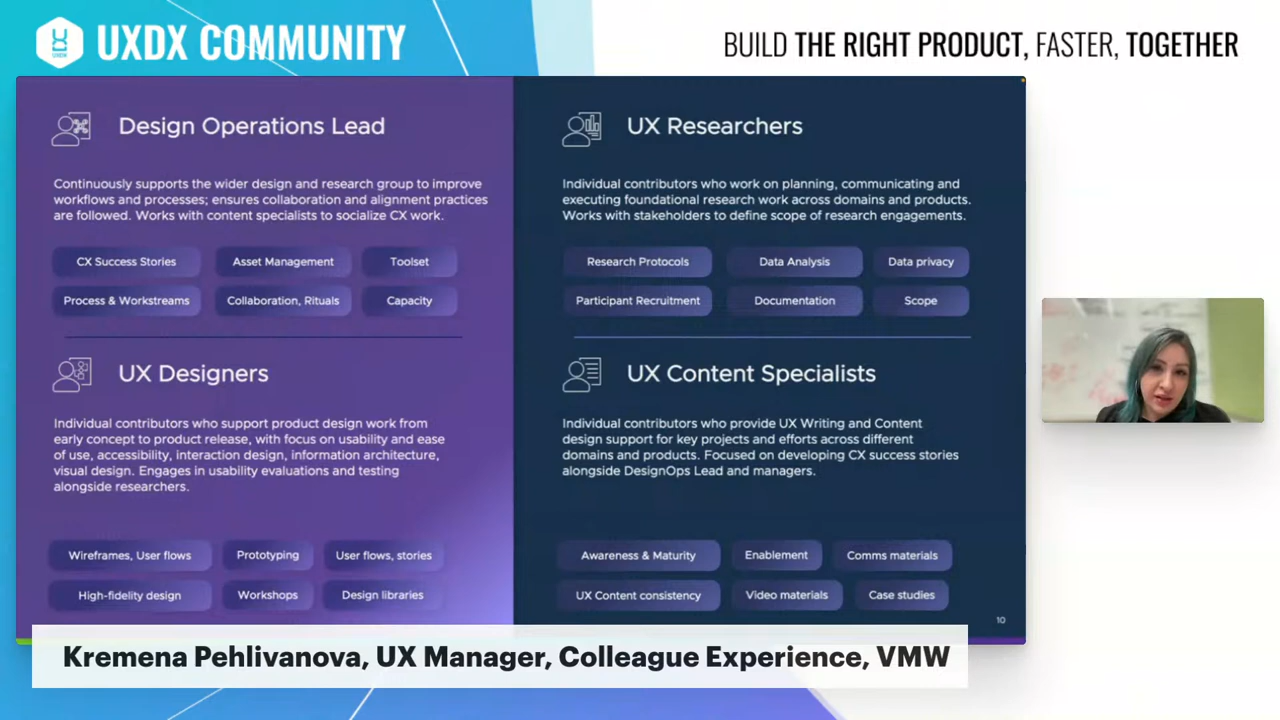 UXDX
UXDX COMMUNITY
BUILD THE RIGHT PRODUCT, FASTER, TOGETHER
Design Operations Lead
Continuously supports the wider design and research group to improve
workflows and processes; ensures collaboration and alignment practices
are followed. Works with content specialists to socialize CX work.
CX Success Stories
Asset Management
Toolset
Process & Workstreams
Collaboration, Rituals
Capacity
UX Designers
Individual contributors who support product design work from
early concept to product release, with focus on usability and ease
of use, accessibility, interaction design, information architecture,
visual design. Engages in usability evaluations and testing
alongside researchers.
Wireframes, User flows
Prototyping
User flows, stories
High-fidelity design
Workshops
Design libraries
UX Researchers
Individual contributors who work on planning, communicating and
executing foundational research work across domains and products.
Works with stakeholders to define scope of research engagements.
Research Protocols
Data Analysis
Data privacy
Participant Recruitment
Documentation
Scope
UX Content Specialists
Individual contributors who provide UX Writing and Content
design support for key projects and efforts across different
domains and products. Focused on developing CX success stories
alongside DesignOps Lead and managers.
Awareness & Maturity
Enablement
Comms materials
UX Content consistency
Video materials
Case studies
10
Kremena Pehlivanova, UX Manager, Colleague Experience, VMW